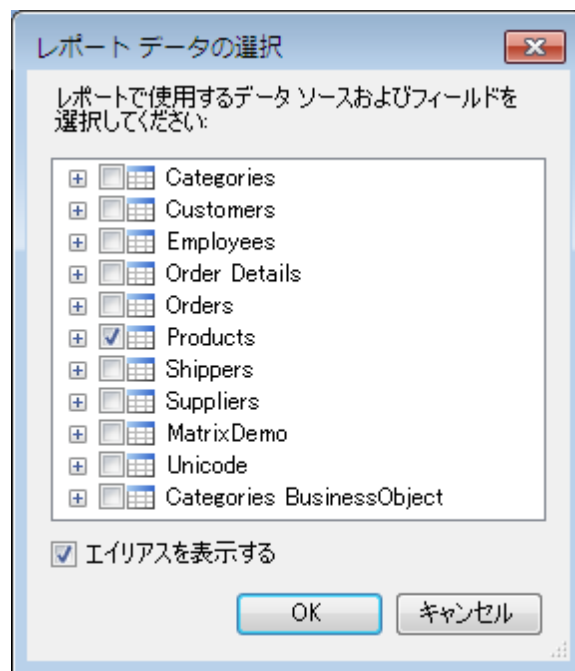 レポート データの選択
レポートで使用するデータ ソースおよびフィールドを
選択してください:
Categories
Customers
Employees
Order Details
Orders
Products
Shippers
Suppliers
MatrixDemo
Unicode
Categories BusinessObject
エイリアスを表示する
OK
キャンセル